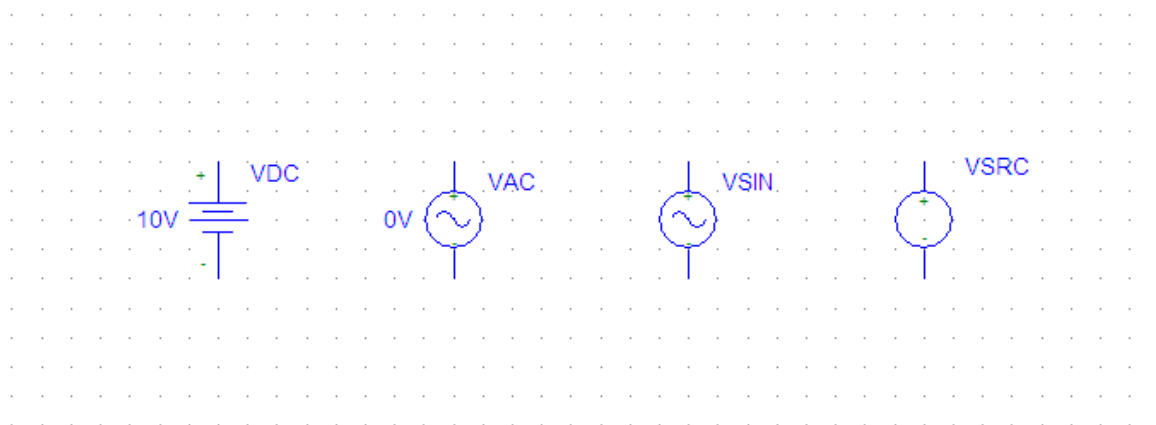 + VDC
10V
-
VAC
0V
+
-
VSIN
+
-
VSRC
+
-